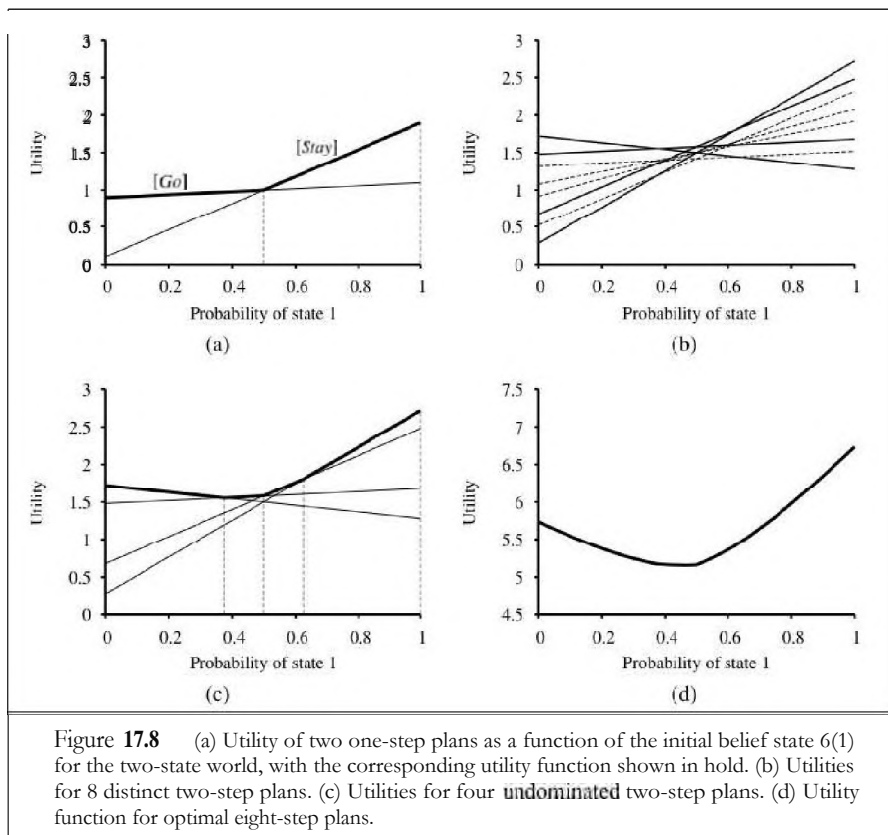 3
2.5
2
1.5
1
0.5
0
Utility
[Go]
[Stay]
0 0.2 0.4 0.6 0.8 1
Probability of state 1
(a)
3
2.5
2
1.5
1
0.5
0
Utility
0 0.2 0.4 0.6 0.8 1
Probability of state 1
(b)
3
2.5
2
1.5
1
0.5
0
Utility
0 0.2 0.4 0.6 0.8 1
Probability of state 1
(c)
7.5
7
6.5
6
5.5
5
4.5
Utility
0 0.2 0.4 0.6 0.8 1
Probability of state 1
(d)
Figure 17.8 (a) Utility of two one-step plans as a function of the initial belief state 6(1)
for the two-state world, with the corresponding utility function shown in hold. (b) Utilities
for 8 distinct two-step plans. (c) Utilities for four undominated two-step plans. (d) Utility
function for optimal eight-step plans.